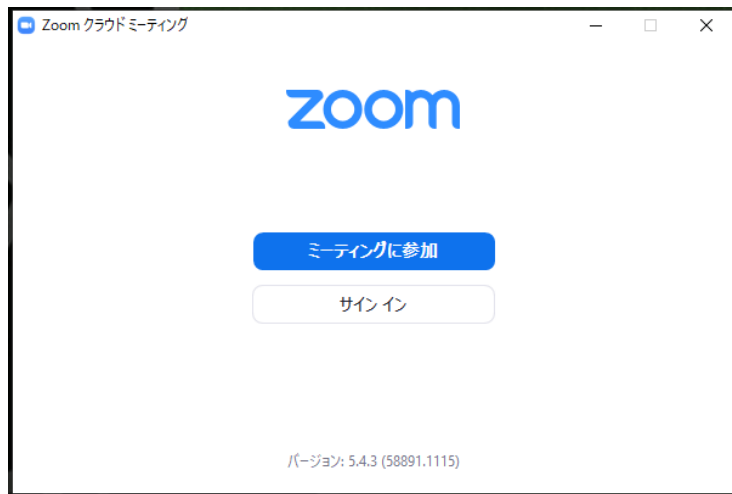 Zoom クラウド ミーティング
zoom
ミーティングに参加
サイン イン
バージョン: 5.4.3 (58891.1115)